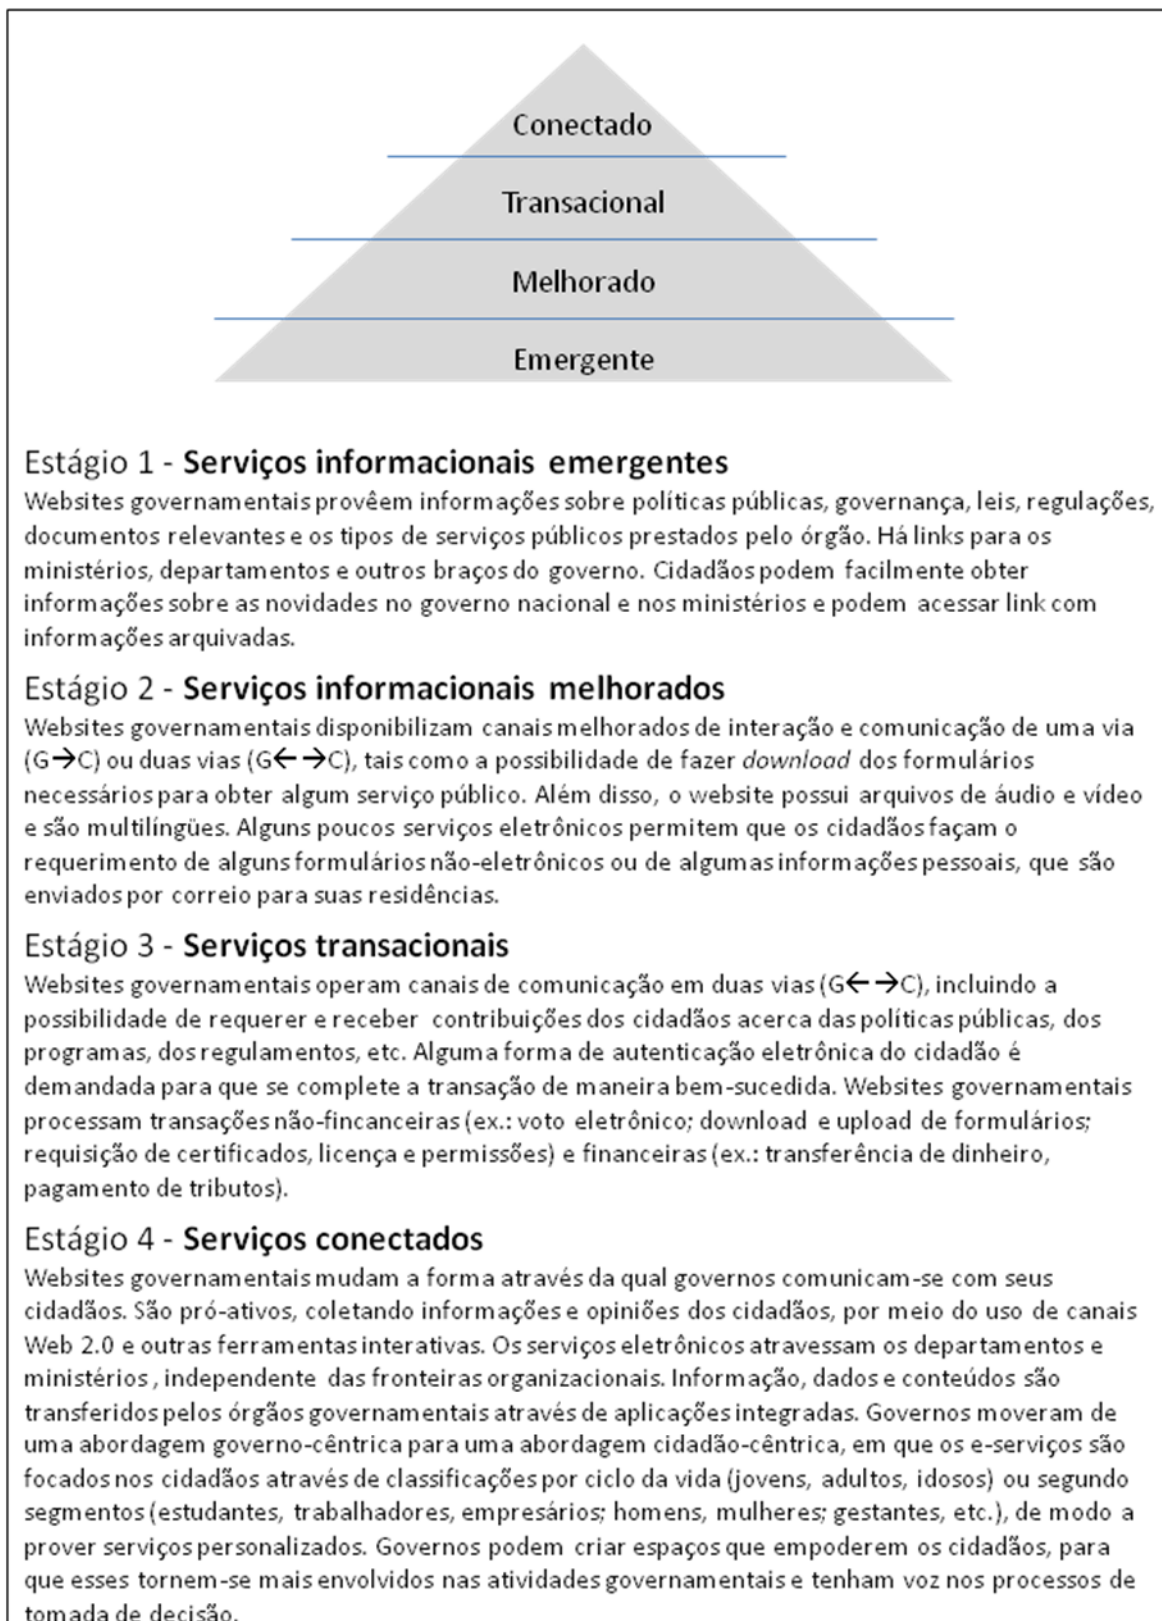 Conectado
Transacional
Melhorado
Emergente
Estágio 1 - Serviços informacionais emergentes
Websites governamentais provêem informações sobre políticas públicas, governança, leis, regulações,
documentos relevantes e os tipos de serviços públicos prestados pelo órgão. Há links para os
ministérios, departamentos e outros braços do governo. Cidadãos podem facilmente obter
informações sobre as novidades no governo nacional e nos ministérios e podem acessar link com
informações arquivadas.
Estágio 2 - Serviços informacionais melhorados
Websites governamentais disponibilizam canais melhorados de interação e comunicação de uma via
(G→C) ou duas vias (G← →C), tais como a possibilidade de fazer download dos formulários
necessários para obter algum serviço público. Além disso, o website possui arquivos de áudio e vídeo
e são multilíngües. Alguns poucos serviços eletrônicos permitem que os cidadãos façam o
requerimento de alguns formulários não-eletrônicos ou de algumas informações pessoais, que são
enviados por correio para suas residências.
Estágio 3 - Serviços transacionais
Websites governamentais operam canais de comunicação em duas vias (G← →C), incluindo a
possibilidade de requerer e receber contribuições dos cidadãos acerca das políticas públicas, dos
programas, dos regulamentos, etc. Alguma forma de autenticação eletrônica do cidadão é
demandada para que se complete a transação de maneira bem-sucedida. Websites governamentais
processam transações não-fincanceiras (ex.: voto eletrônico; download e upload de formulários;
requisição de certificados, licença e permissões) e financeiras (ex.: transferência de dinheiro,
pagamento de tributos).
Estágio 4 - Serviços conectados
Websites governamentais mudam a forma através da qual governos comunicam-se com seus
cidadãos. São pró-ativos, coletando informações e opiniões dos cidadãos, por meio do uso de canais
Web 2.0 e outras ferramentas interativas. Os serviços eletrônicos atravessam os departamentos e
ministérios , independente das fronteiras organizacionais. Informação, dados e conteúdos são
transferidos pelos órgãos governamentais através de aplicações integradas. Governos moveram de
uma abordagem governo-cêntrica para uma abordagem cidadão-cêntrica, em que os e-serviços são
focados nos cidadãos através de classificações por ciclo da vida (jovens, adultos, idosos) ou segundo
segmentos (estudantes, trabalhadores, empresários; homens, mulheres; gestantes, etc.), de modo a
prover serviços personalizados. Governos podem criar espaços que empoderem os cidadãos, para
que esses tornem-se mais envolvidos nas atividades governamentais e tenham voz nos processos de
tomada de decisão.